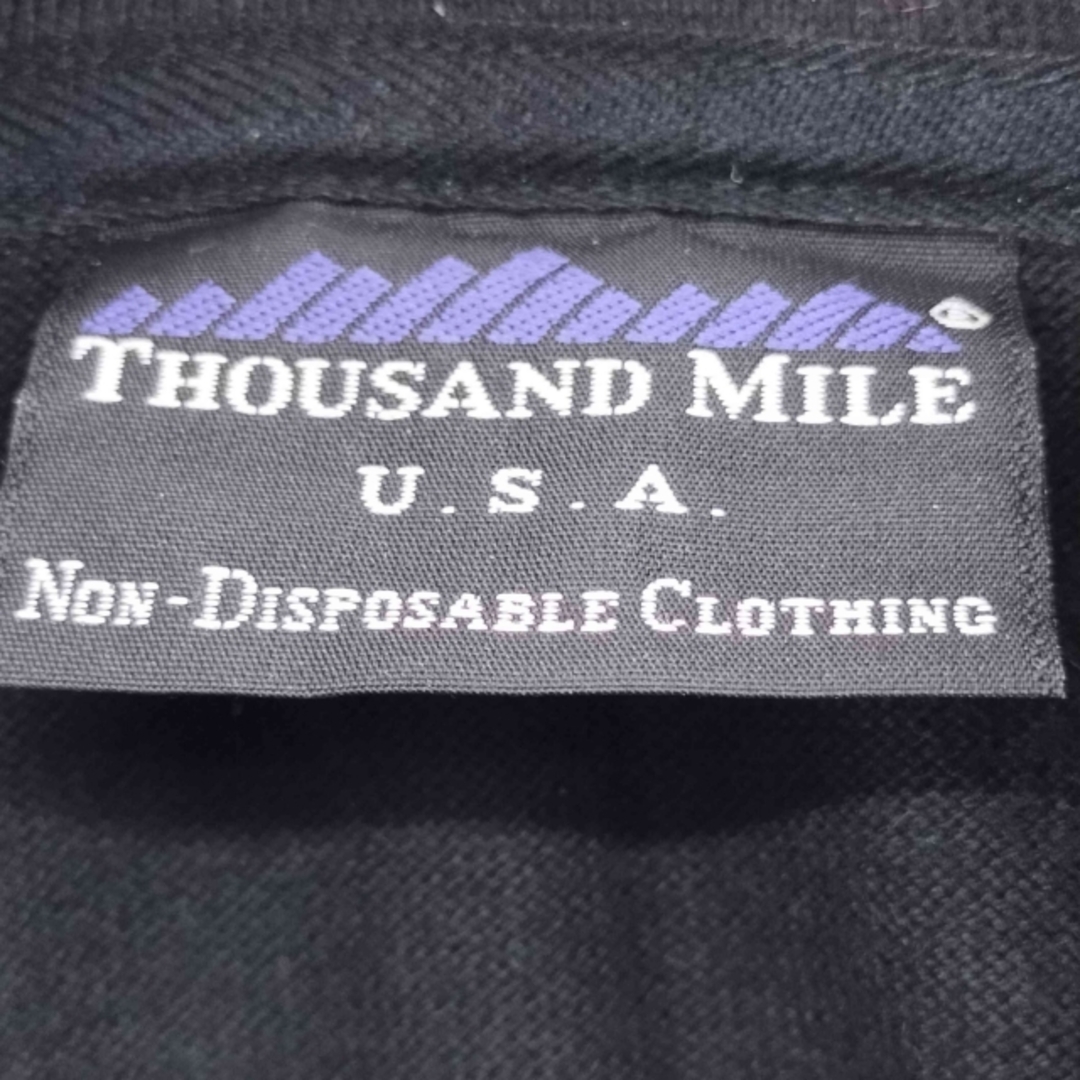 THOUSAND MILE
U.S.A.
NON-DISPOSABLE CLOTHING